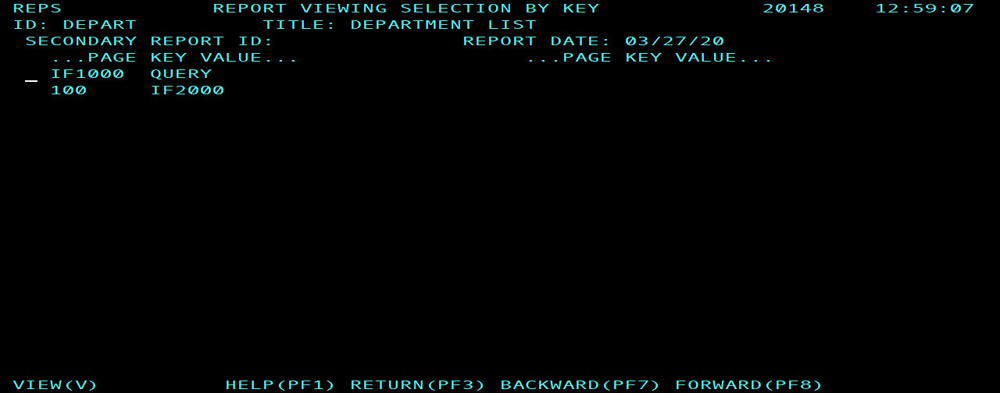 REPS REPORT VIEWING SELECTION BY KEY 20148 12:59:07
ID: DEPART TITLE: DEPARTMENT LIST
SECONDARY REPORT ID: REPORT DATE: 03/27/20
...PAGE KEY VALUE... ...PAGE KEY VALUE...
_ IF1000 QUERY
100 IF2000
VIEW(V) HELP(PF1) RETURN(PF3) BACKWARD(PF7) FORWARD(PF8)